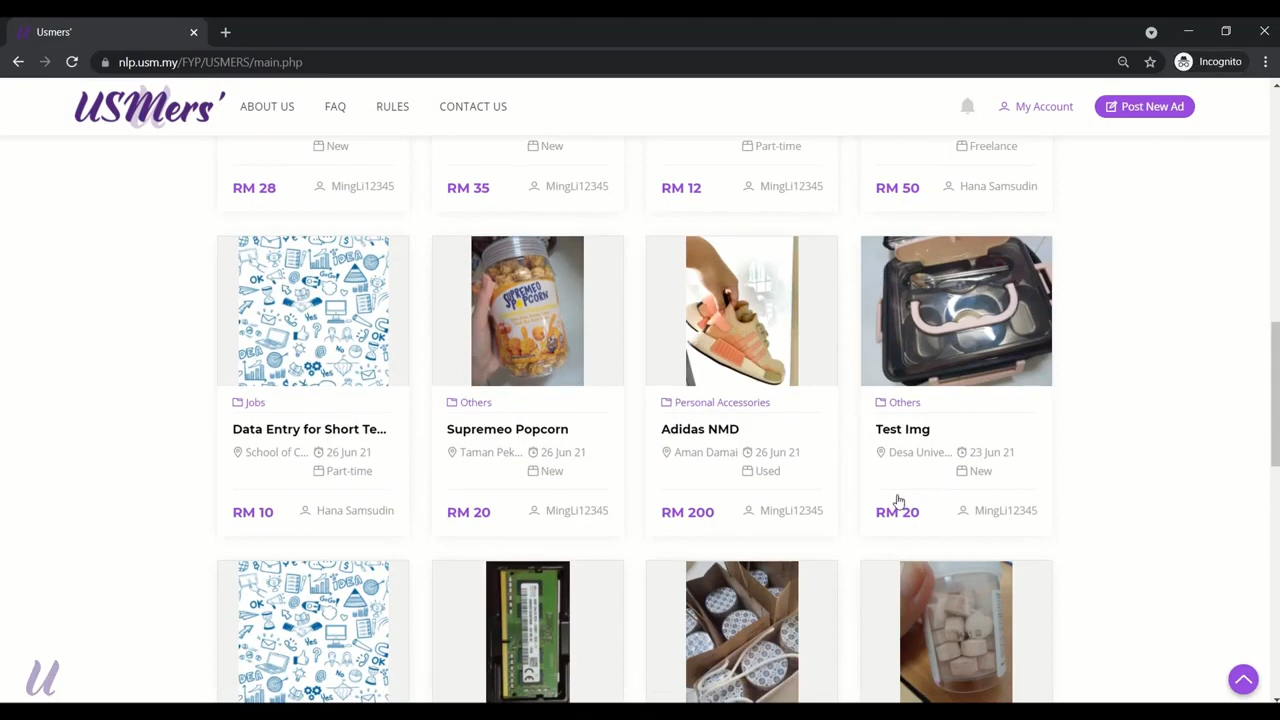 Usmers'
nlp.usm.my/FYP/USMERS/main.php
Incognito
USMers'
ABOUT US
FAQ
RULES
CONTACT US
My Account
Post New Ad
New
New
Part-time
Freelance
RM 28
MingLi12345
RM 35
MingLi12345
RM 12
MingLi12345
RM 50
Hana Samsudin
SUPREMEO
POPCORN
Jobs
Others
Personal Accessories
Others
Data Entry for Short Te...
Supremeo Popcorn
Adidas NMD
Test Img
School of C...
26 Jun 21
Taman Pek...
26 Jun 21
Aman Damai
26 Jun 21
Desa Unive...
23 Jun 21
Part-time
New
Used
New
RM 10
Hana Samsudin
RM 20
MingLi12345
RM 200
MingLi12345
RM 20
MingLi12345
U